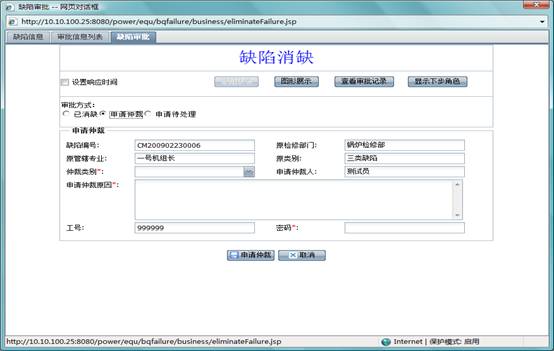 缺陷审批 -- 网页对话框
http://10.10.100.25:8080/power/equ/bqfailure/business/eliminateFailure.jsp
缺陷信息 审批信息列表 缺陷审批
缺陷消缺
设置响应时间 图形展示 查看审批记录 显示下步角色
审批方式:
已消缺 申请仲裁 申请待处理
申请仲裁
缺陷编号: CM200902230006 原检修部门: 锅炉检修部
原管辖专业: 一号机组长 原类别: 三类缺陷
仲裁类别*: 申请仲裁人: 测试员
申请仲裁原因*:
工号: 999999 密码*:
申请仲裁 取消
http://10.10.100.25:8080/power/equ/bqfailure/business/eliminateFailure.jsp Internet | 保护模式: 启用